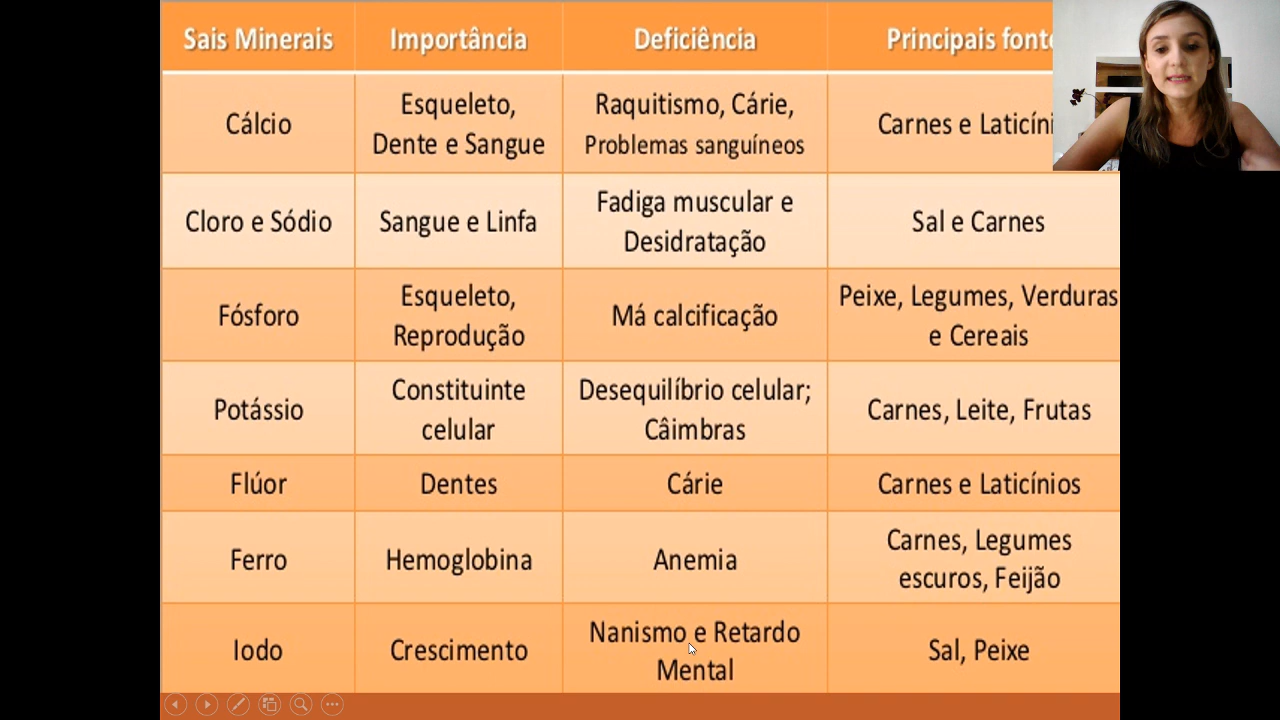 Sais Minerais
Importância
Deficiência
Principais fonte
Cálcio
Esqueleto,
Dente e Sangue
Raquitismo, Cárie,
Problemas sanguíneos
Carnes e Laticíni
Cloro e Sódio
Sangue e Linfa
Fadiga muscular e
Desidratação
Sal e Carnes
Fósforo
Esqueleto,
Reprodução
Má calcificação
Peixe, Legumes, Verduras
e Cereais
Potássio
Constituinte
celular
Desequilíbrio celular;
Câimbras
Carnes, Leite, Frutas
Flúor
Dentes
Cárie
Carnes e Laticínios
Ferro
Hemoglobina
Anemia
Carnes, Legumes
escuros, Feijão
Iodo
Crescimento
Nanismo e Retardo
Mental
Sal, Peixe